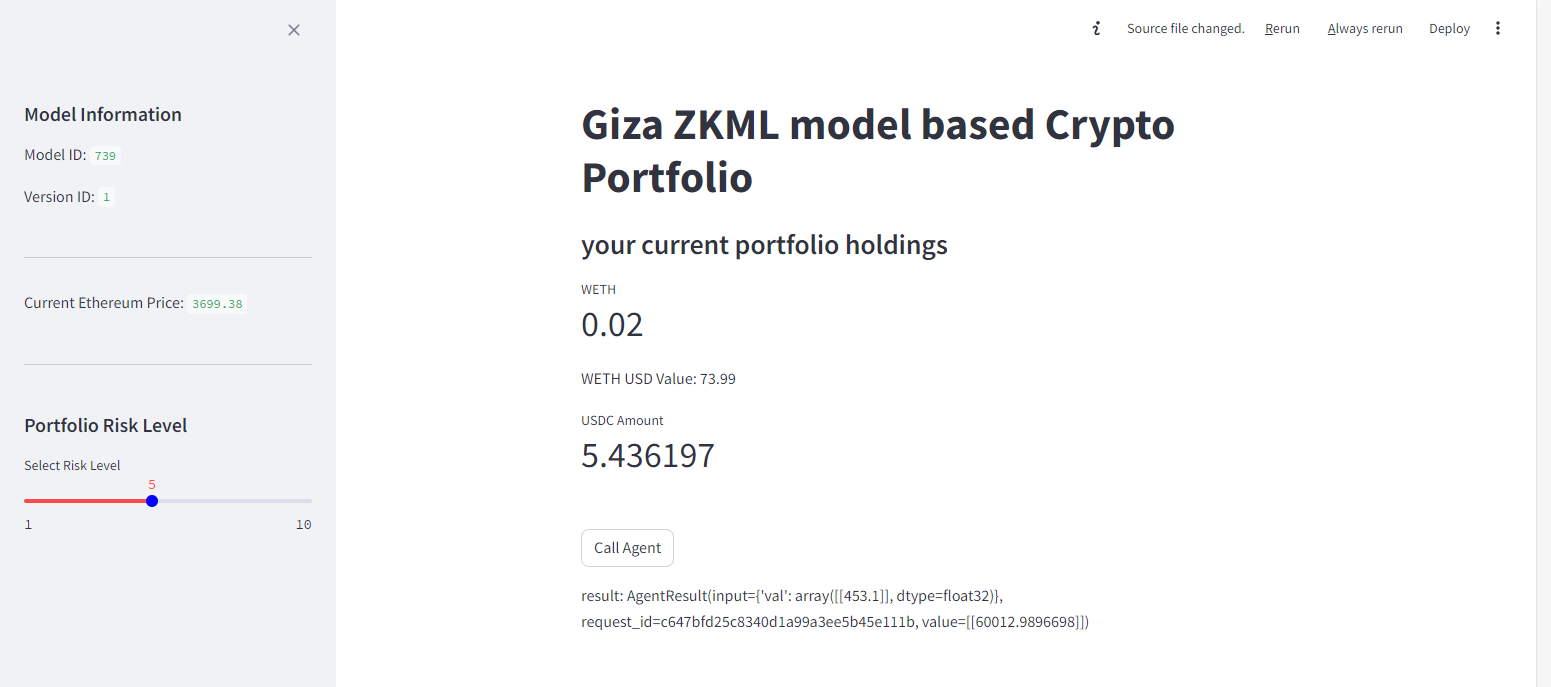 Source file changed. Rerun Always rerun Deploy
Model Information
Model ID: 739
Version ID: 1
Current Ethereum Price: 3699.38
Portfolio Risk Level
Select Risk Level
5
1 10
Giza ZKML model based Crypto
Portfolio
your current portfolio holdings
WETH
0.02
WETH USD Value: 73.99
USDC Amount
5.436197
Call Agent
result: AgentResult(input={'val': array([[453.1]], dtype=float32)},
request_id=c647bfd25c8340d1a99a3ee5b45e111b, value=[[60012.9896698]])